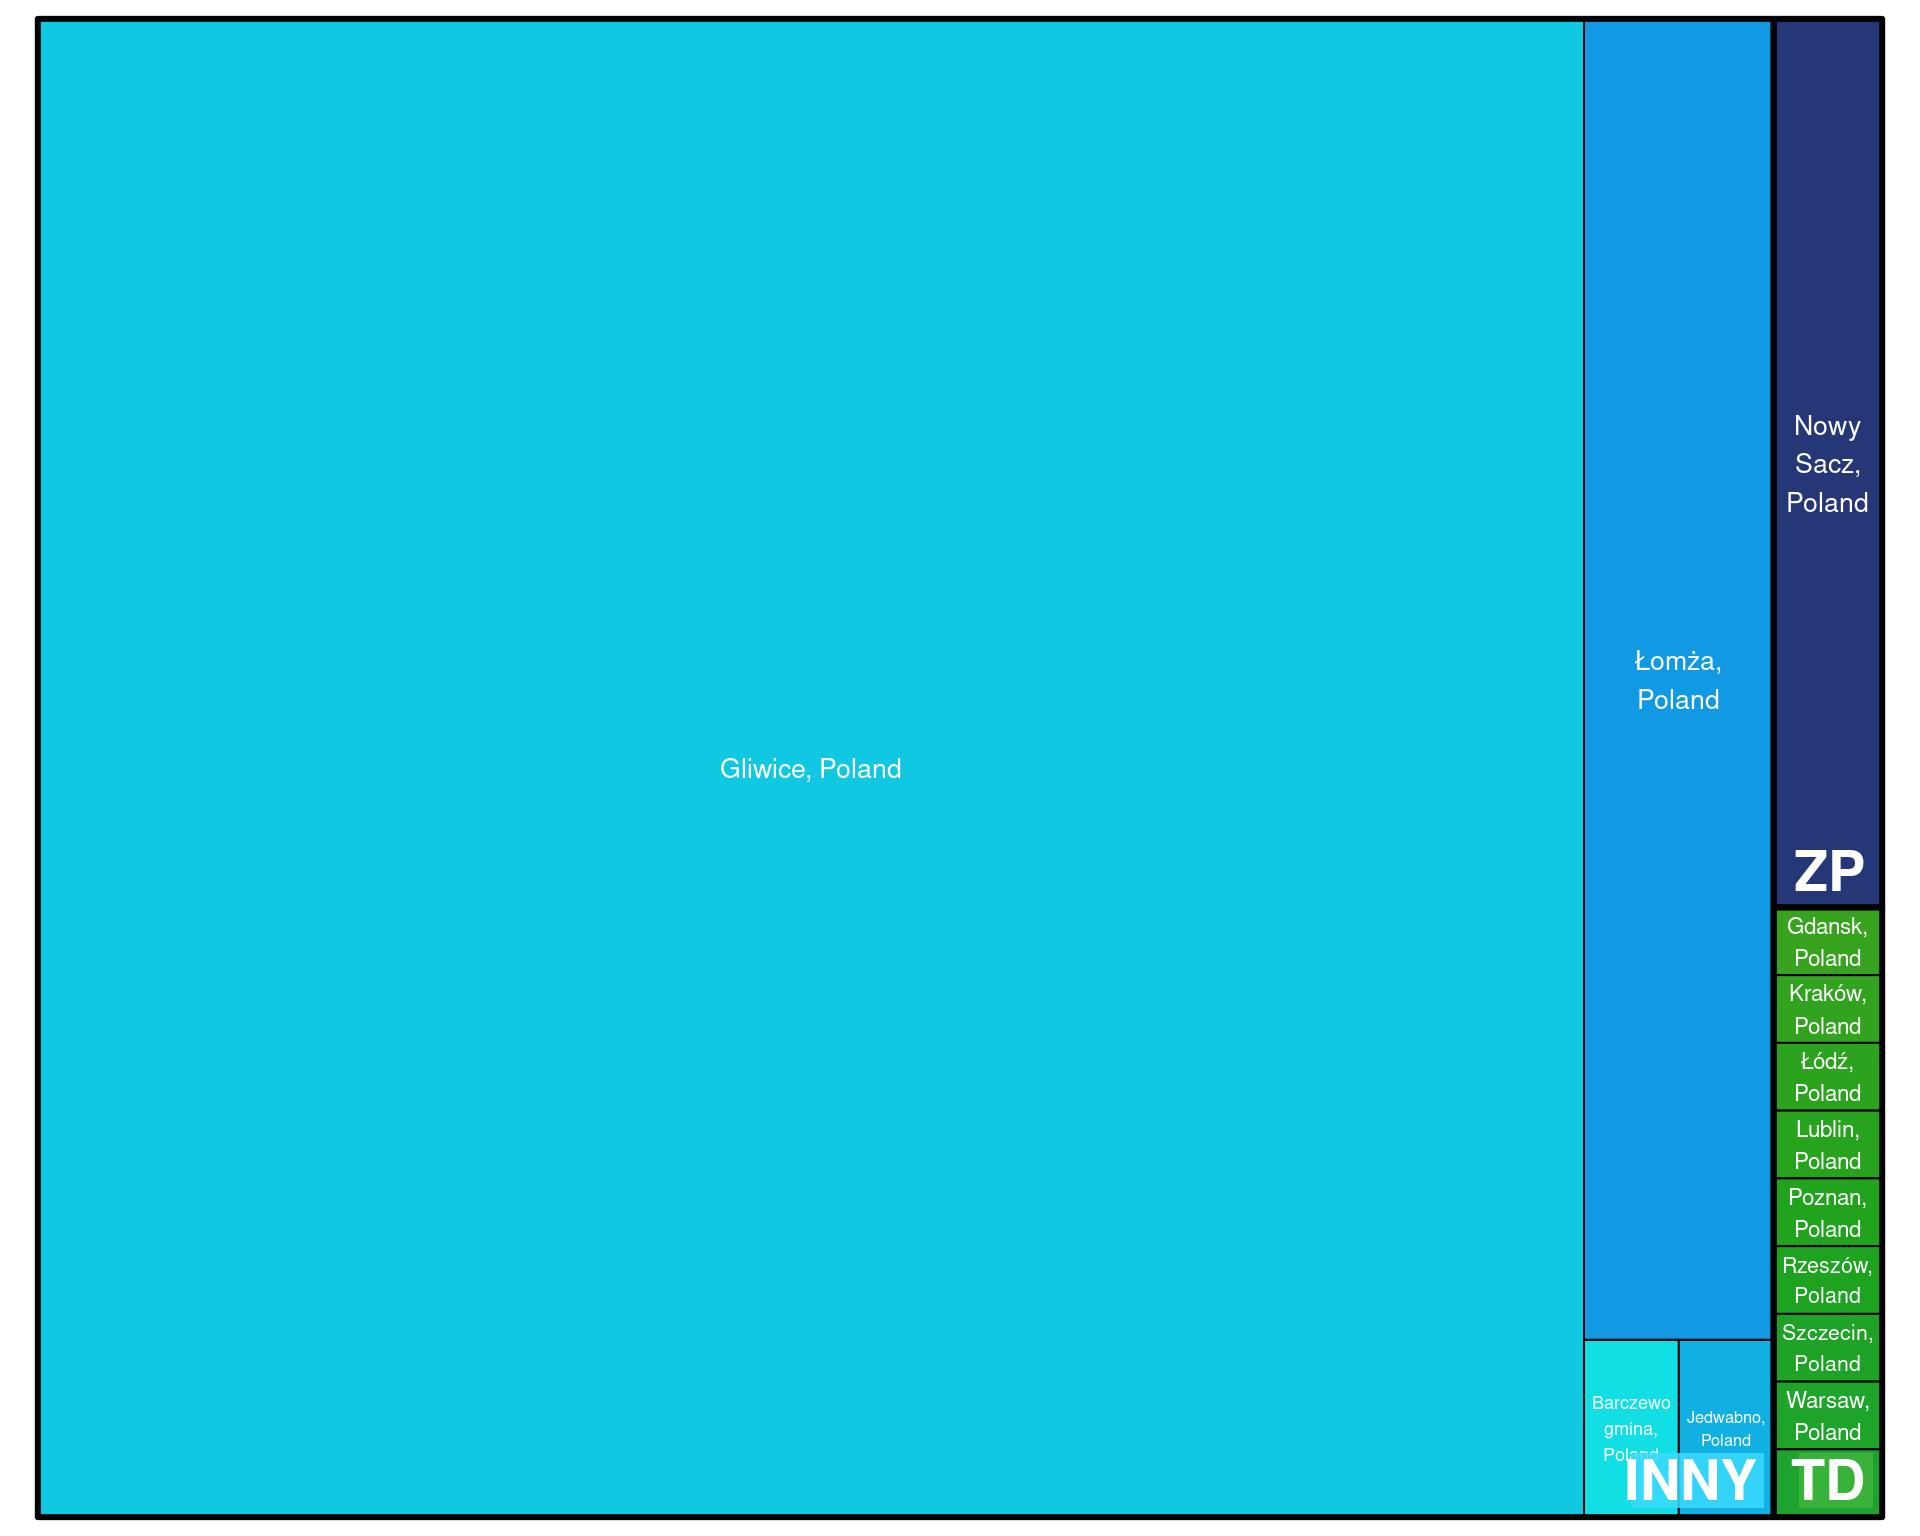 Gliwice, Poland
Łomża,
Poland
Barczewo
gmina,
Poland
Jedwabno,
Poland
INNY
Nowy
Sacz,
Poland
ZP
Gdansk,
Poland
Kraków,
Poland
Łódź,
Poland
Lublin,
Poland
Poznan,
Poland
Rzeszów,
Poland
Szczecin,
Poland
Warsaw,
Poland
TD